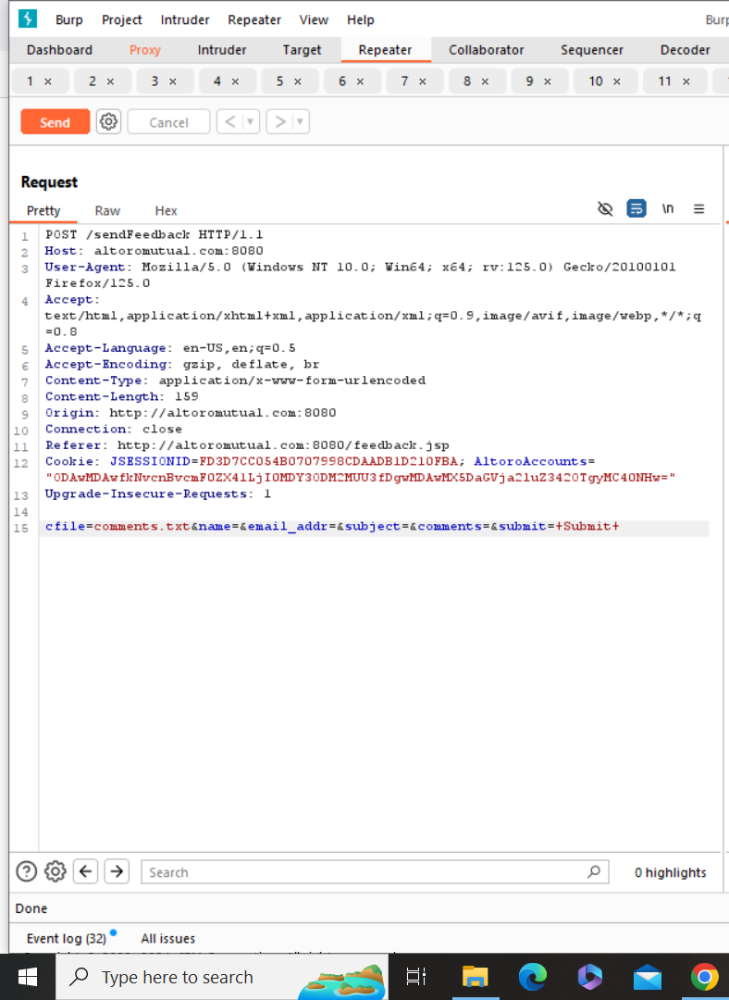 Burp Project Intruder Repeater View Help Burp
Dashboard Proxy Intruder Target Repeater Collaborator Sequencer Decoder
1 × 2 × 3 × 4 × 5 × 6 × 7 × 8 × 9 × 10 × 11 ×
Send Cancel < > 
Request
Pretty Raw Hex \n
1 POST /sendFeedback HTTP/1.1
2 Host: altoromutual.com:8080
3 User-Agent: Mozilla/5.0 (Windows NT 10.0; Win64; x64; rv:125.0) Gecko/20100101
Firefox/125.0
4 Accept:
text/html,application/xhtml+xml,application/xml;q=0.9,image/avif,image/webp,*/*;q
=0.8
5 Accept-Language: en-US,en;q=0.5
6 Accept-Encoding: gzip, deflate, br
7 Content-Type: application/x-www-form-urlencoded
8 Content-Length: 159
9 Origin: http://altoromutual.com:8080
10 Connection: close
11 Referer: http://altoromutual.com:8080/feedback.jsp
12 Cookie: JSESSIONID=FD3D7CC054B0707998CDAADB1D210FBA; AltoroAccounts=
13 Upgrade-Insecure-Requests: 1
14
15 cfile=comments.txt&name=&email_addr=&subject=&comments=&submit=+Submit+
? Search 0 highlights
Done
Event log (32) All issues
Type here to search